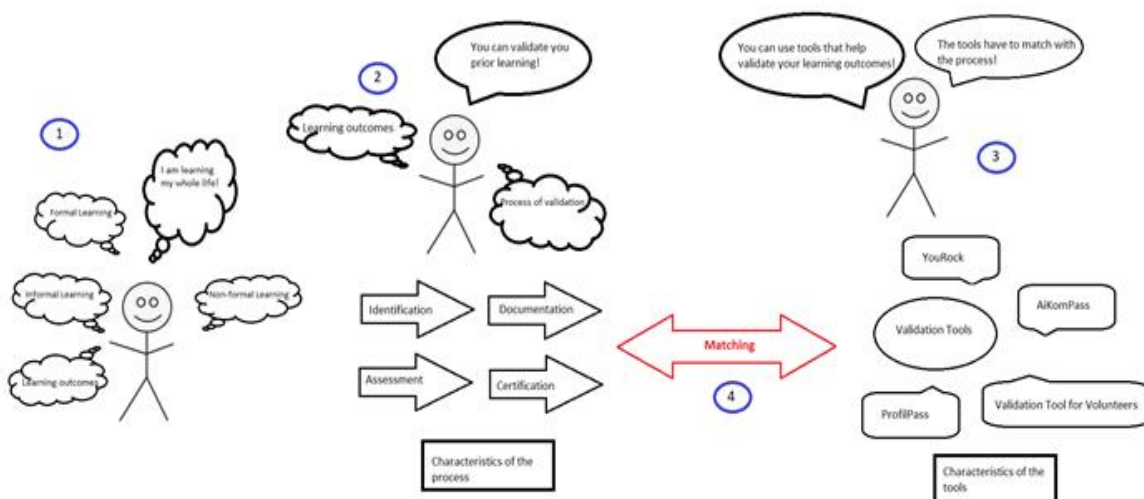 1
I am learning
my whole life!
Formal Learning
Informal Learning
Non-formal Learning
Learning outcomes
2
You can validate you
prior learning!
Learning outcomes
Process of validation
Identification
Documentation
Assessment
Certification
Characteristics of the
process
Matching
4
You can use tools that help
validate your learning outcomes!
The tools have to match with
the process!
3
YouRock
AiKomPass
Validation Tools
ProfilPass
Validation Tool for Volunteers
Characteristics of the
tools